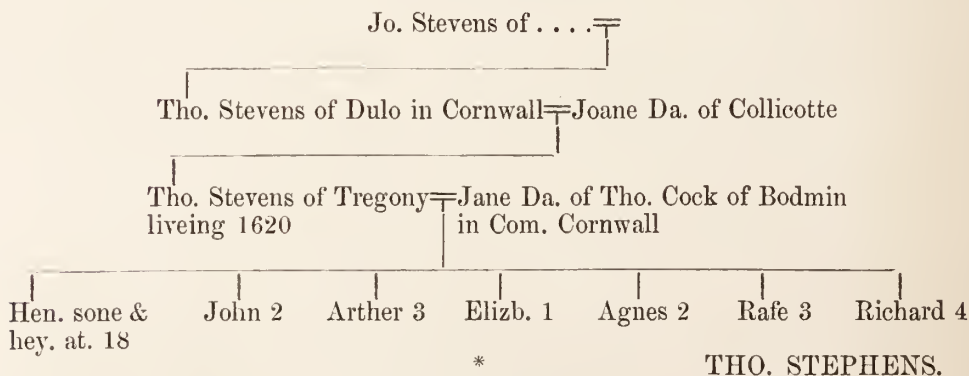 Jo. Stevens of . . . .
Tho. Stevens of Dulo in Cornwall Joane Da. of Collicotte
Tho. Stevens of Tregony Jane Da. of Tho. Cock of Bodmin
liveing 1620 in Com. Cornwall
Hen. sone & John 2 Arther 3 Elizb. 1 Agnes 2 Rafe 3 Richard 4
hey. at. 18
* THO. STEPHENS.